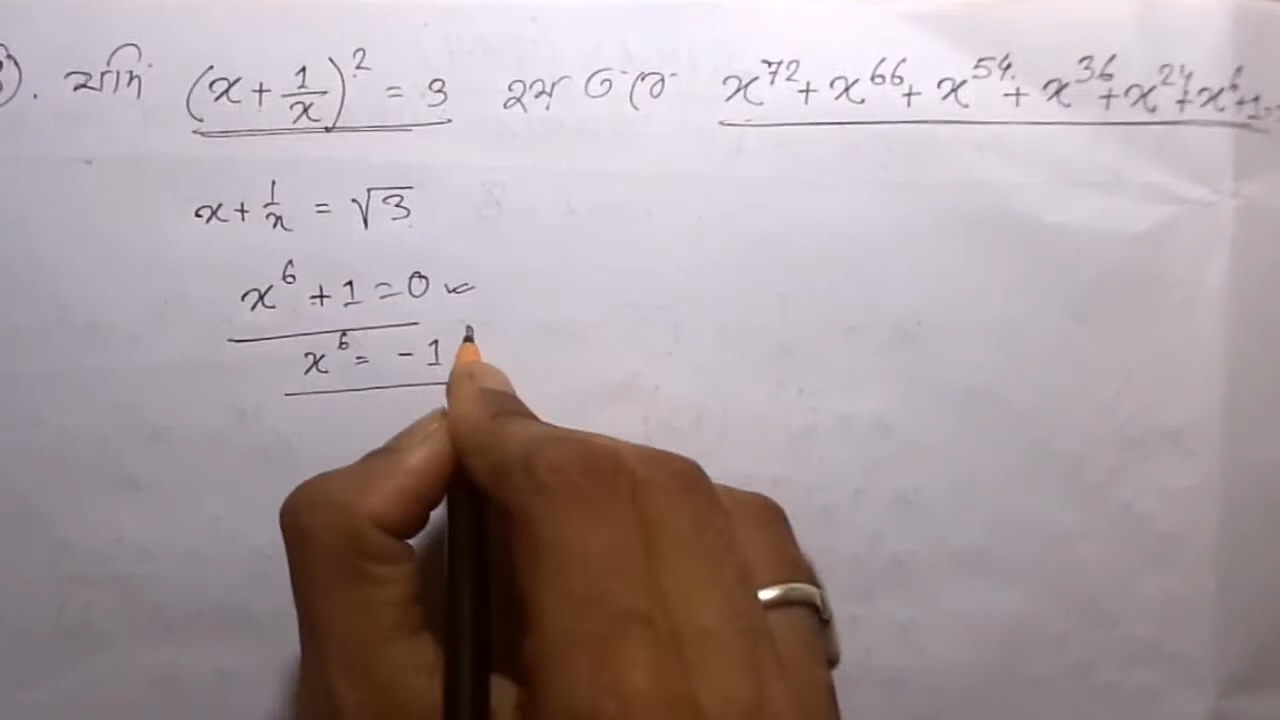 ). যদি (x + 1/x)² = 3 হয় তবে x⁷² + x⁶⁶ + x⁵⁴ + x³⁶ + x²⁴ + x⁶ + 1
x + 1/x = √3
x⁶ + 1 = 0
x⁶ = - 1